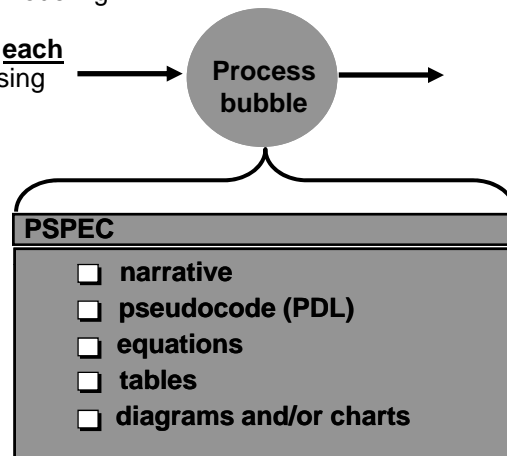 each
sing
Process
bubble
PSPEC
narrative
pseudocode (PDL)
equations
tables
diagrams and/or charts